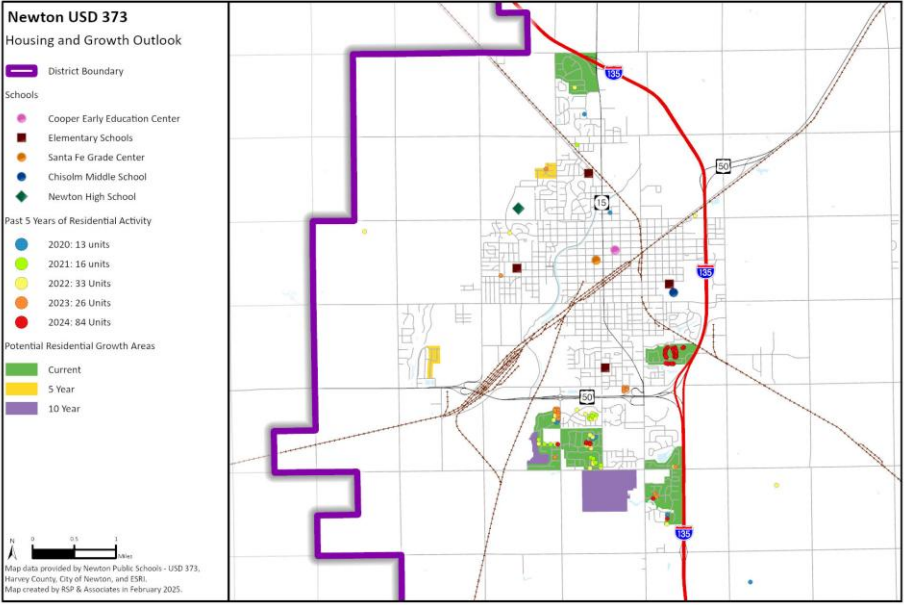 Newton USD 373
Housing and Growth Outlook
District Boundary
Schools
Cooper Early Education Center
Elementary Schools
Santa Fe Grade Center
Chisolm Middle School
Newton High School
Past 5 Years of Residential Activity
2020: 13 units
2021: 16 units
2022: 33 Units
2023: 26 Units
2024: 84 Units
Potential Residential Growth Areas
Current
5 Year
10 Year
N
0 0.5 1
Miles
Map data provided by Newton Public Schools - USD 373,
Harvey County, City of Newton, and ESRI.
Map created by RSP & Associates in February 2025.
135
50
15
135
50
135